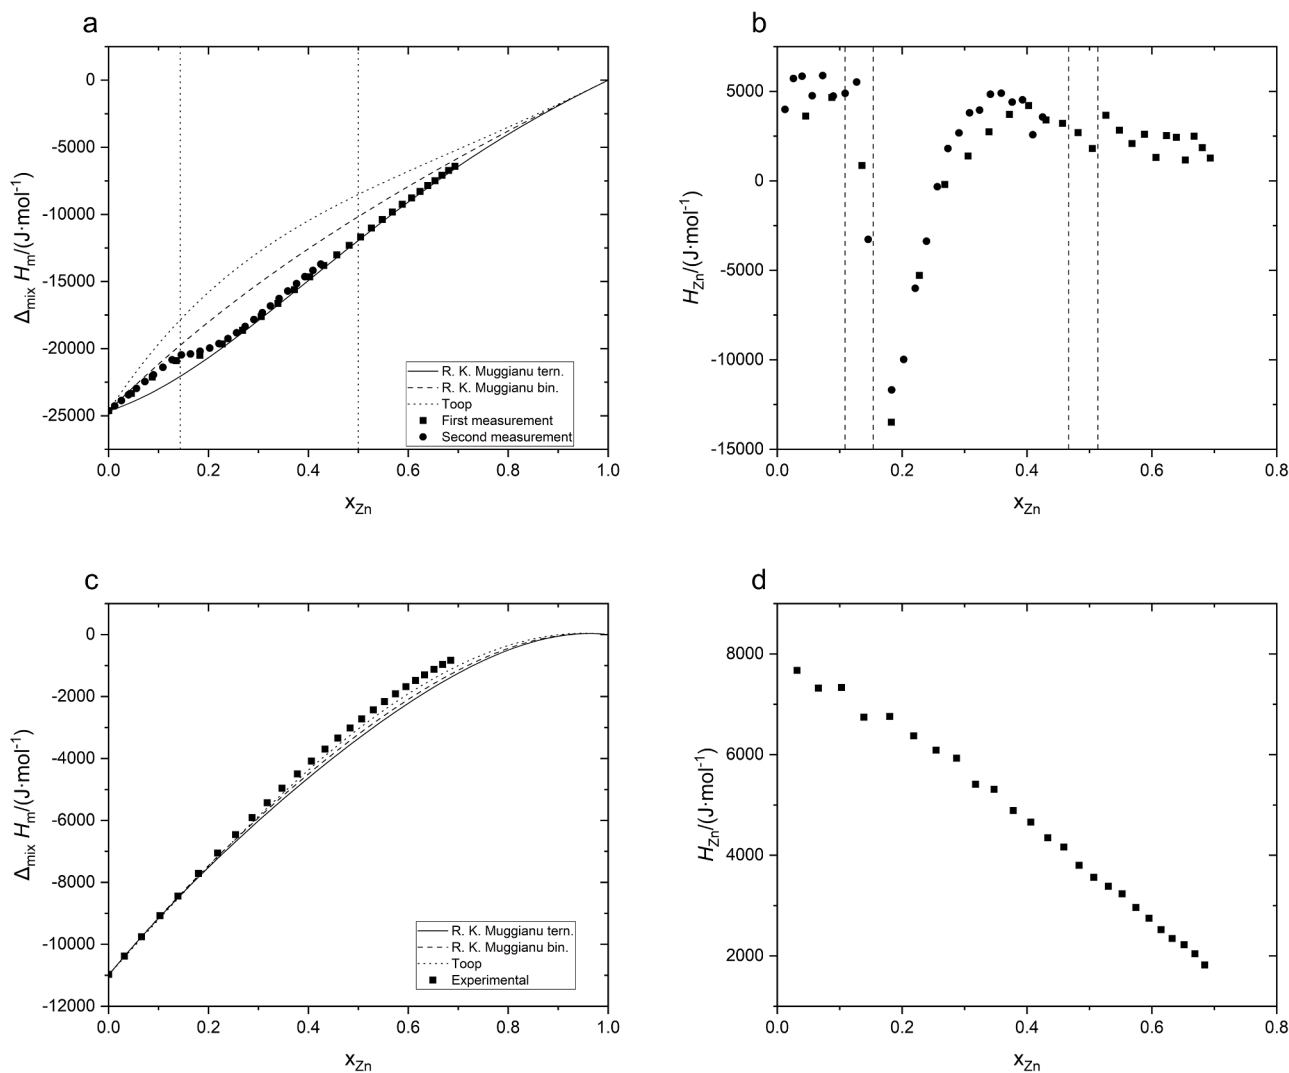 a
Δmix Hm/(J·mol⁻¹)
0
-5000
-10000
-15000
-20000
-25000
0.0 0.2 0.4 0.6 0.8 1.0
xZn
R. K. Muggianu tern.
R. K. Muggianu bin.
Toop
First measurement
Second measurement
b
HZn/(J·mol⁻¹)
5000
0
-5000
-10000
-15000
0.0 0.2 0.4 0.6 0.8
xZn
c
Δmix Hm/(J·mol⁻¹)
0
-2000
-4000
-6000
-8000
-10000
-12000
0.0 0.2 0.4 0.6 0.8 1.0
xZn
R. K. Muggianu tern.
R. K. Muggianu bin.
Toop
Experimental
d
HZn/(J·mol⁻¹)
8000
6000
4000
2000
0.0 0.2 0.4 0.6 0.8
xZn